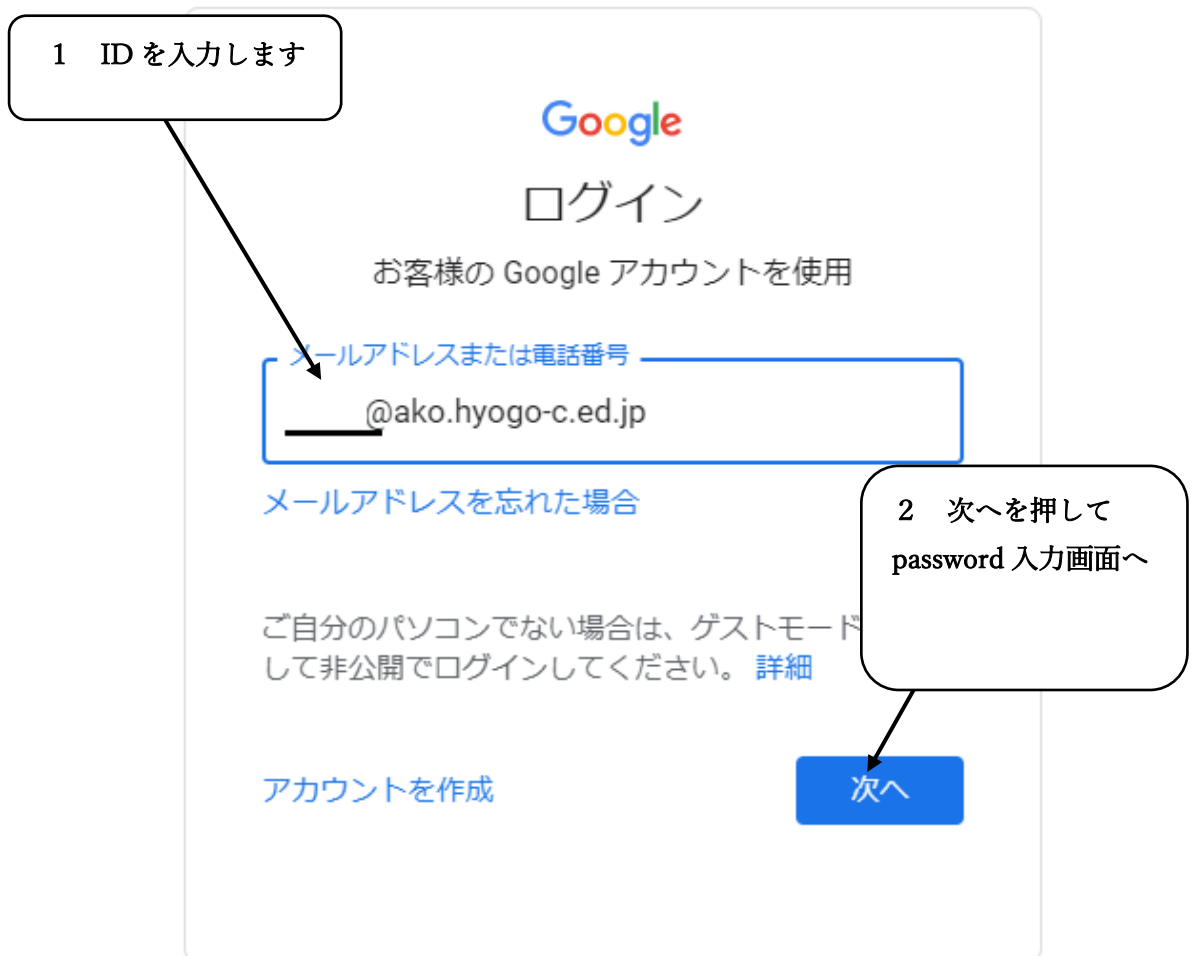 １　ID を入力します
Google
ログイン
お客様の Google アカウントを使用
メールアドレスまたは電話番号
@ako.hyogo-c.ed.jp
メールアドレスを忘れた場合
２　次へを押して
password 入力画面へ
ご自分のパソコンでない場合は、ゲストモード
して非公開でログインしてください。 詳細
アカウントを作成
次へ